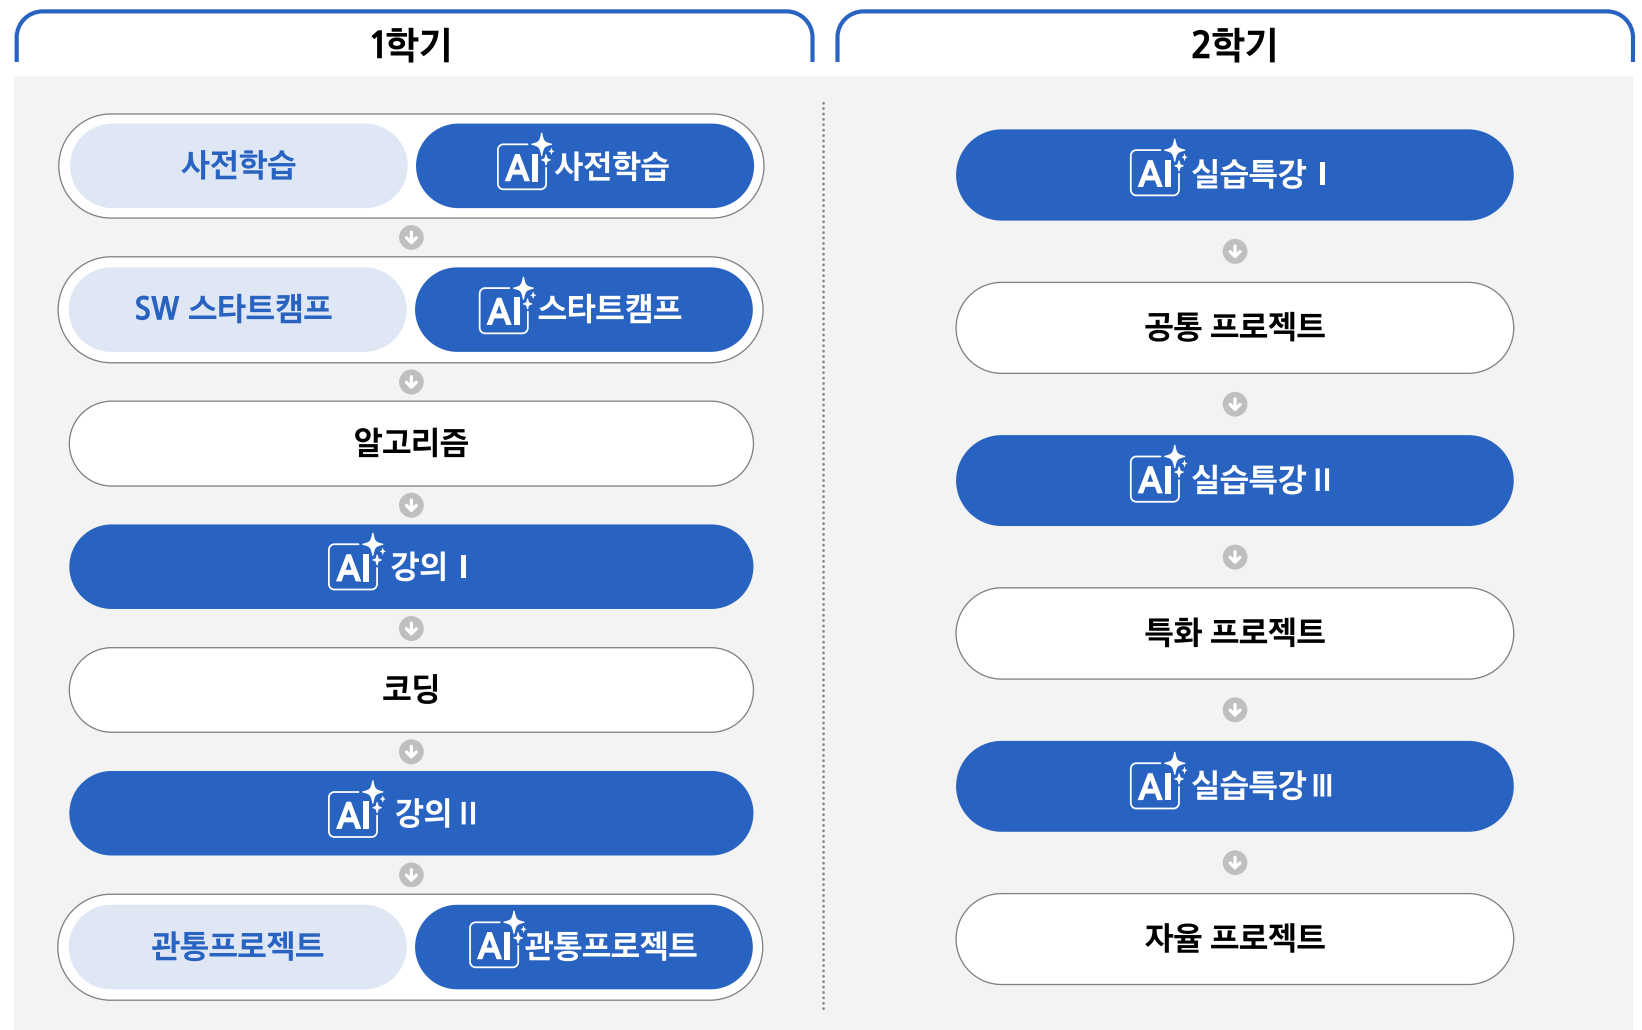 1학기
사전학습
AI 사전학습
SW 스타트캠프
AI 스타트캠프
알고리즘
AI 강의 I
코딩
AI 강의 II
관통프로젝트
AI 관통프로젝트
2학기
AI 실습특강 I
공통 프로젝트
AI 실습특강 II
특화 프로젝트
AI 실습특강 III
자율 프로젝트